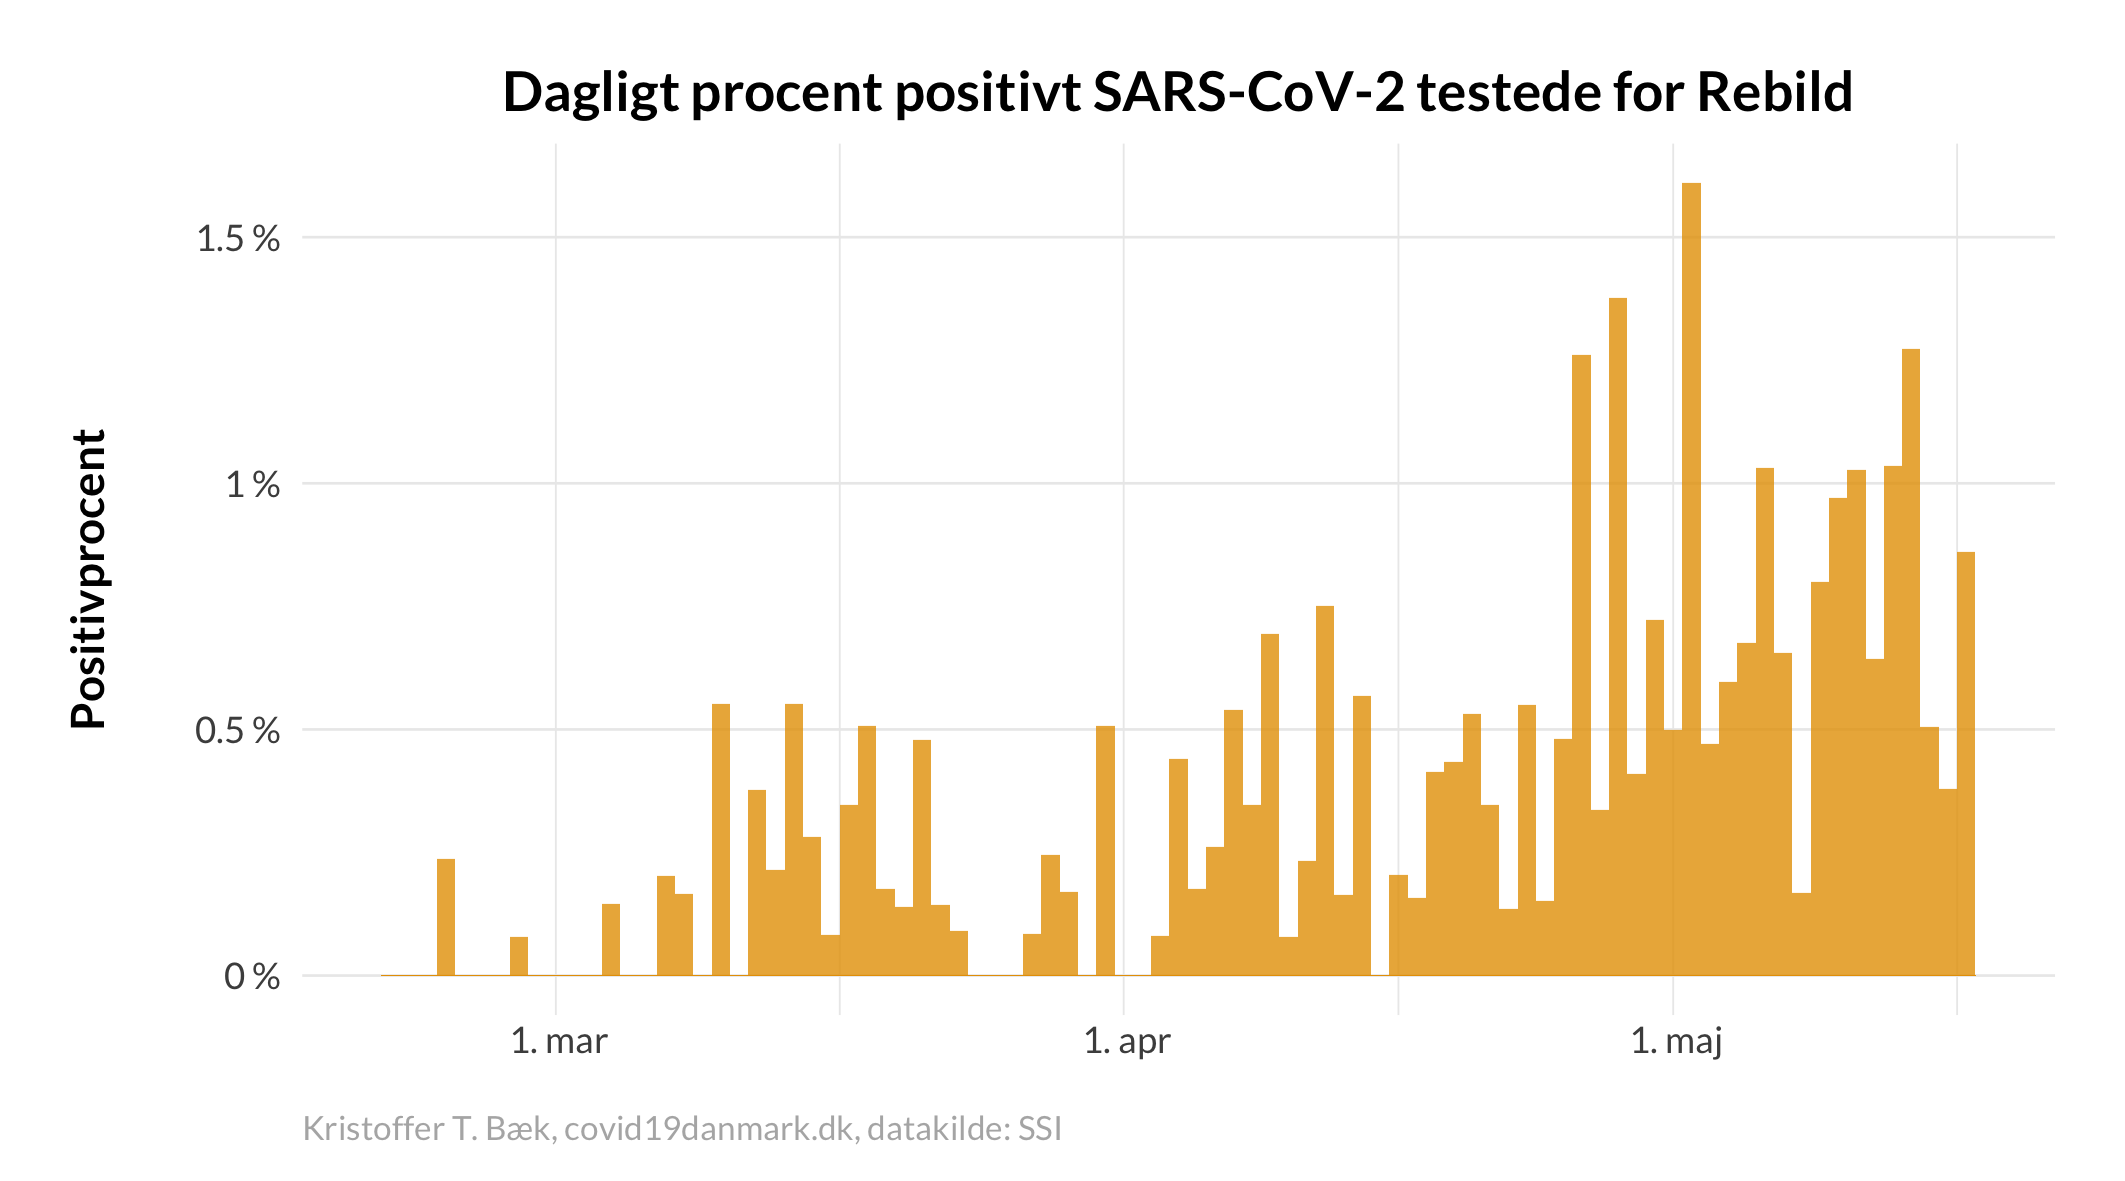 Dagligt procent positivt SARS-CoV-2 testede for Rebild
Positivprocent
1.5 %
1 %
0.5 %
0 %
1. mar
1. apr
1. maj
Kristoffer T. Bæk, covid19danmark.dk, datakilde: SSI